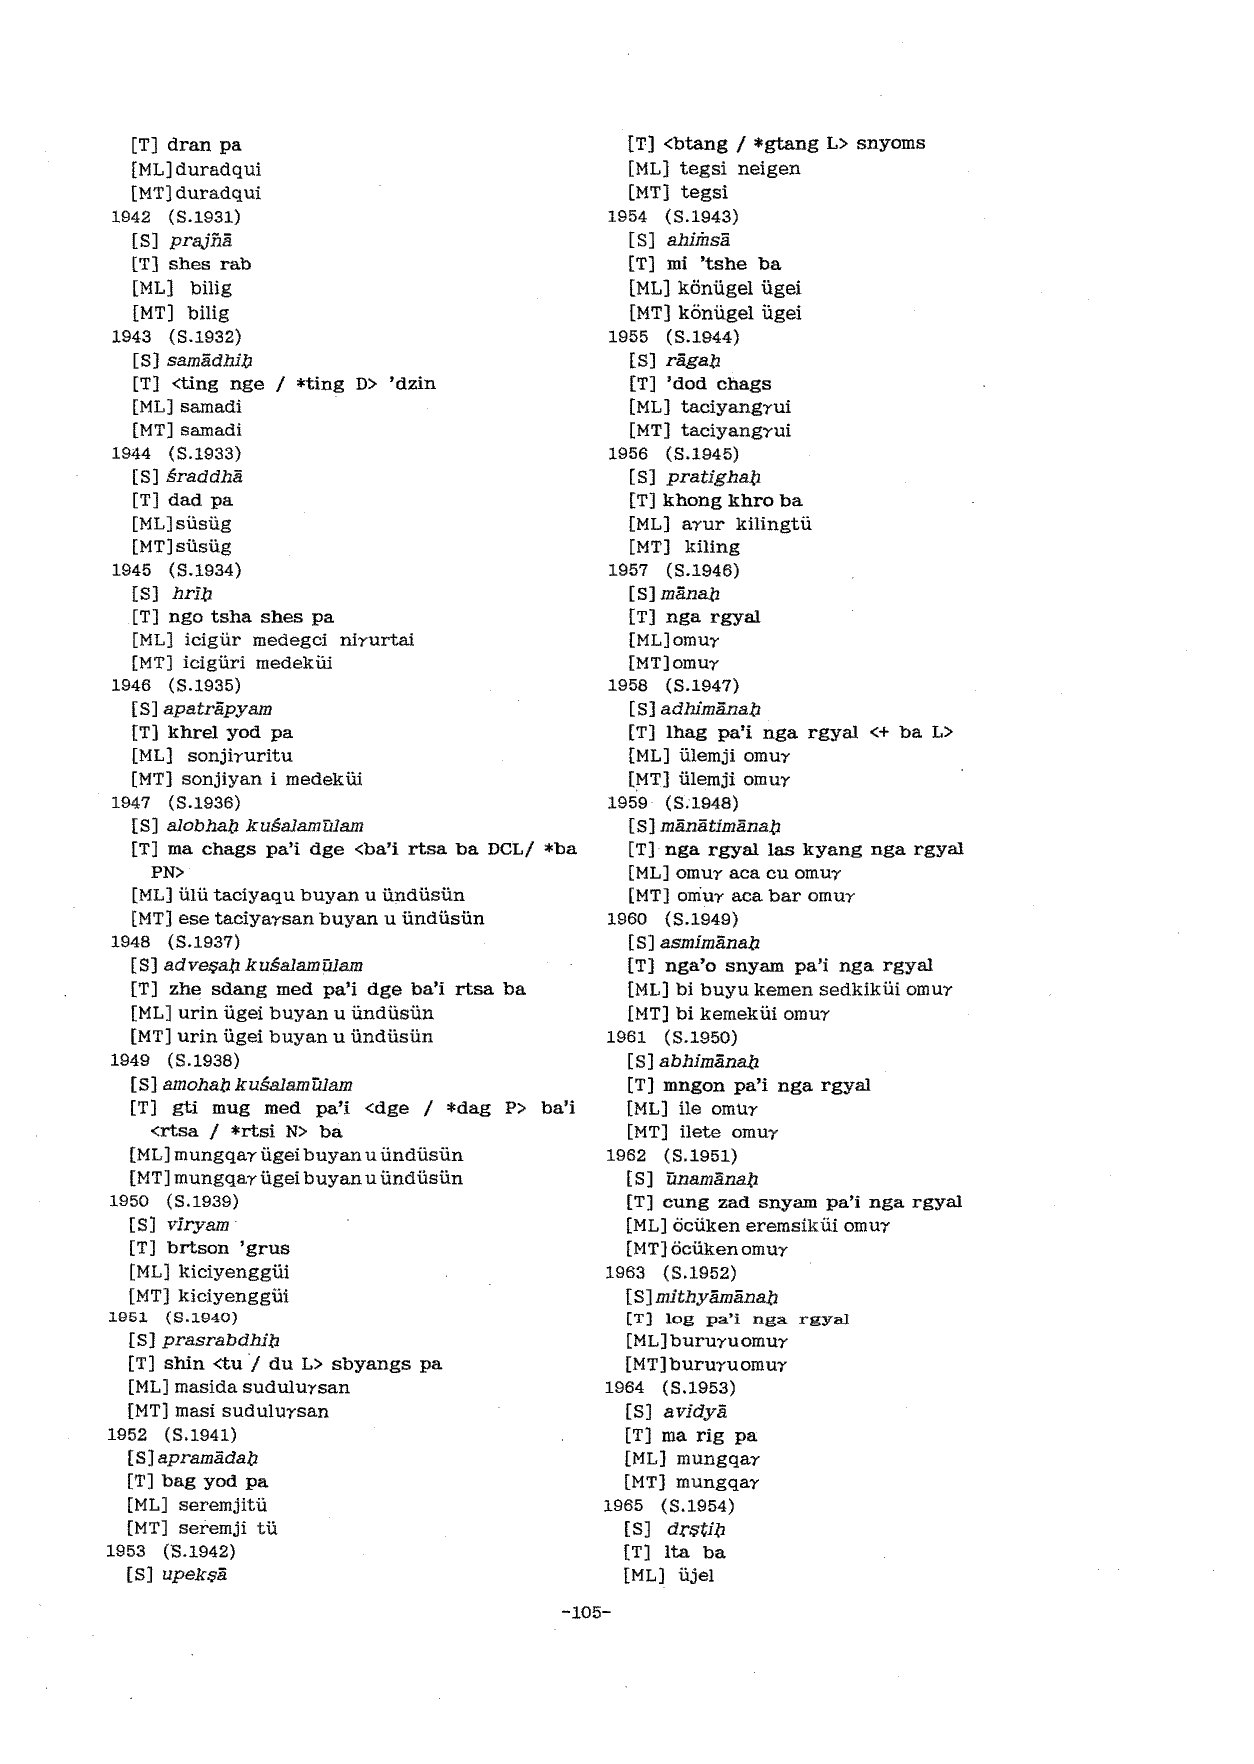 [T] dran pa
[ML]duradqui
[MT]duradqui
1942 (S.1931)
[S] prajñā
[T] shes rab
[ML] bilig
[MT] bilig
1943 (S.1932)
[S] samādhiḥ
[T] <ting nge / *ting D> 'dzin
[ML] samadi
[MT] samadi
1944 (S.1933)
[S] śraddhā
[T] dad pa
[ML]süsüg
[MT]süsüg
1945 (S.1934)
[S] hrīḥ
[T] ngo tsha shes pa
[ML] icigür medegci niγurtai
[MT] icigüri medeküi
1946 (S.1935)
[S] apatrāpyam
[T] khrel yod pa
[ML] sonjiγuritu
[MT] sonjiyan i medeküi
1947 (S.1936)
[S] alobhaḥ kuśalamūlam
[T] ma chags pa'i dge <ba'i rtsa ba DCL/ *ba
PN>
[ML] ülü taciyaqu buyan u ündüsün
[MT] ese taciyaγsan buyan u ündüsün
1948 (S.1937)
[S] adveṣaḥ kuśalamūlam
[T] zhe sdang med pa'i dge ba'i rtsa ba
[ML] urin ügei buyan u ündüsün
[MT] urin ügei buyan u ündüsün
1949 (S.1938)
[S] amohaḥ kuśalamūlam
[T] gti mug med pa'i <dge / *dag P> ba'i
<rtsa / *rtsi N> ba
[ML] mungqaγ ügei buyan u ündüsün
[MT] mungqaγ ügei buyan u ündüsün
1950 (S.1939)
[S] vīryam
[T] brtson 'grus
[ML] kiciyenggüi
[MT] kiciyenggüi
1951 (S.1940)
[S] prasrabdhiḥ
[T] shin <tu / du L> sbyangs pa
[ML] masida suduluγsan
[MT] masi suduluγsan
1952 (S.1941)
[S] apramādaḥ
[T] bag yod pa
[ML] seremjitü
[MT] seremji tü
1953 (S.1942)
[S] upekṣā
[T] <btang / *gtang L> snyoms
[ML] tegsi neigen
[MT] tegsi
1954 (S.1943)
[S] ahiṁsā
[T] mi 'tshe ba
[ML] könügel ügei
[MT] könügel ügei
1955 (S.1944)
[S] rāgaḥ
[T] 'dod chags
[ML] taciyangγui
[MT] taciyangγui
1956 (S.1945)
[S] pratighaḥ
[T] khong khro ba
[ML] aγur kilingtü
[MT] kiling
1957 (S.1946)
[S] mānaḥ
[T] nga rgyal
[ML]omuγ
[MT]omuγ
1958 (S.1947)
[S] adhimānaḥ
[T] lhag pa'i nga rgyal <+ ba L>
[ML] ülemji omuγ
[MT] ülemji omuγ
1959 (S.1948)
[S] mānātimānaḥ
[T] nga rgyal las kyang nga rgyal
[ML] omuγ aca cu omuγ
[MT] omuγ aca bar omuγ
1960 (S.1949)
[S] asmimānaḥ
[T] nga'o snyam pa'i nga rgyal
[ML] bi buyu kemen sedkiküi omuγ
[MT] bi kemeküi omuγ
1961 (S.1950)
[S] abhimānaḥ
[T] mngon pa'i nga rgyal
[ML] ile omuγ
[MT] ilete omuγ
1962 (S.1951)
[S] ūnamānaḥ
[T] cung zad snyam pa'i nga rgyal
[ML] öcüken eremsiküi omuγ
[MT] öcüken omuγ
1963 (S.1952)
[S] mithyāmānaḥ
[T] log pa'i nga rgyal
[ML]buruγu omuγ
[MT]buruγu omuγ
1964 (S.1953)
[S] avidyā
[T] ma rig pa
[ML] mungqaγ
[MT] mungqaγ
1965 (S.1954)
[S] dṛṣṭiḥ
[T] lta ba
[ML] üjel
-105-